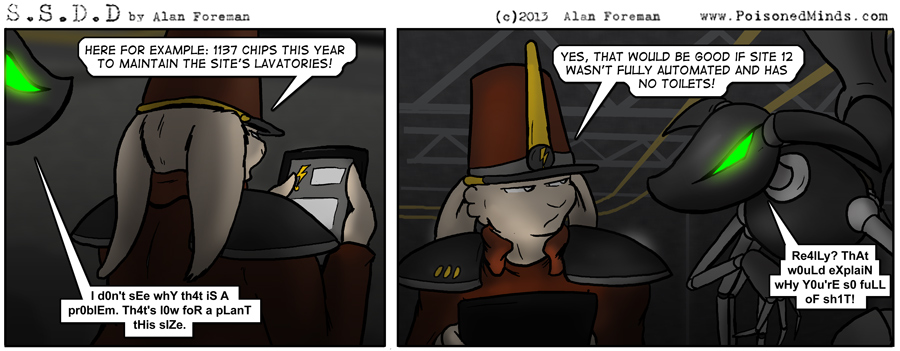 S.S.D.D by Alan Foreman (c)2013 Alan Foreman www.PoisonedMinds.com
HERE FOR EXAMPLE: 1137 CHIPS THIS YEAR
TO MAINTAIN THE SITE'S LAVATORIES!
I d0n't sEe whY th4t iS A
pr0blEm. Th4t's l0w foR a pLanT
tHis sIZe.
YES, THAT WOULD BE GOOD IF SITE 12
WASN'T FULLY AUTOMATED AND HAS
NO TOILETS!
Re4lLy? ThAt
w0uLd eXplaiN
wHy Y0u'rE s0 fuLL
oF sh1T!